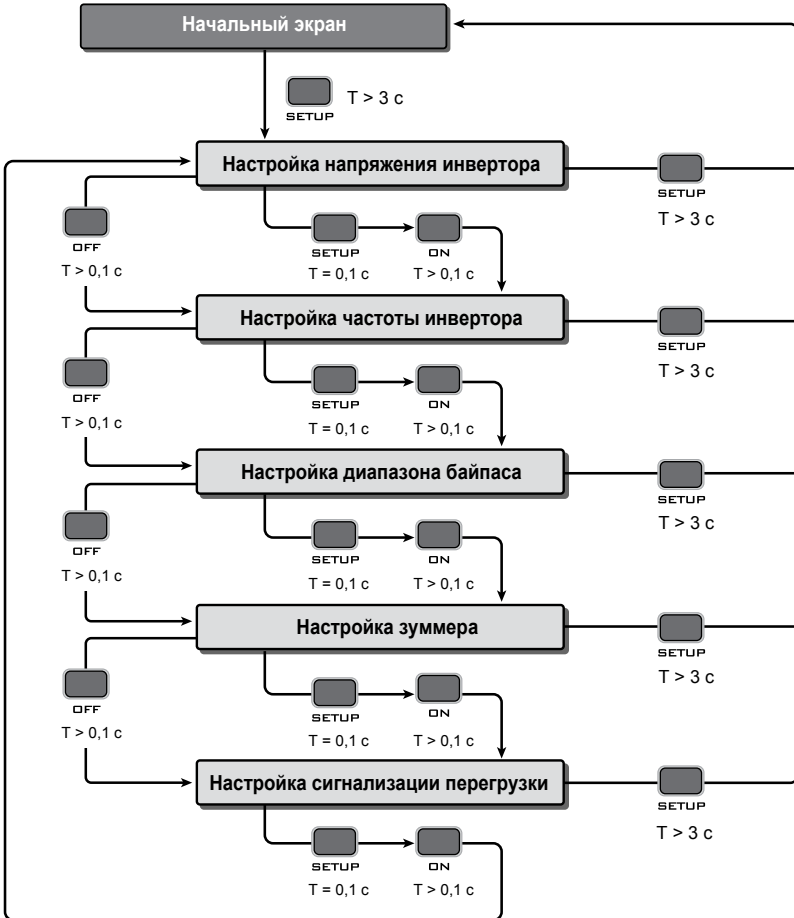 Начальный экран
T > 3 с
SETUP
Настройка напряжения инвертора
SETUP
T > 3 с
OFF
T > 0,1 с
SETUP
T = 0,1 с
ON
T > 0,1 с
Настройка частоты инвертора
SETUP
T > 3 с
OFF
T > 0,1 с
SETUP
T = 0,1 с
ON
T > 0,1 с
Настройка диапазона байпаса
SETUP
T > 3 с
OFF
T > 0,1 с
SETUP
T = 0,1 с
ON
T > 0,1 с
Настройка зуммера
SETUP
T > 3 с
OFF
T > 0,1 с
SETUP
T = 0,1 с
ON
T > 0,1 с
Настройка сигнализации перегрузки
SETUP
T > 3 с
SETUP
T = 0,1 с
ON
T > 0,1 с